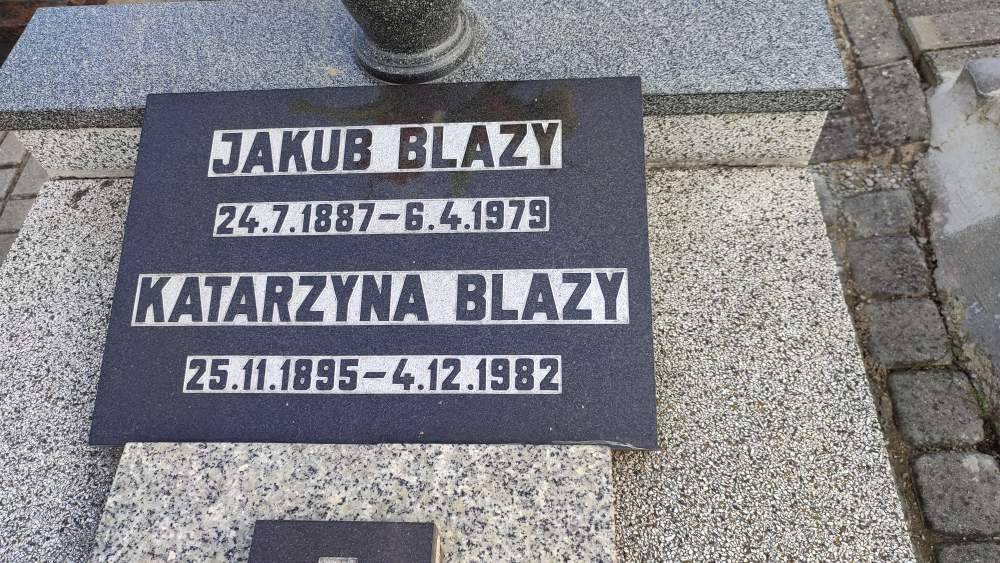 JAKUB BLAZY
24.7.1887-6.4.1979
KATARZYNA BLAZY
25.11.1895-4.12.1982